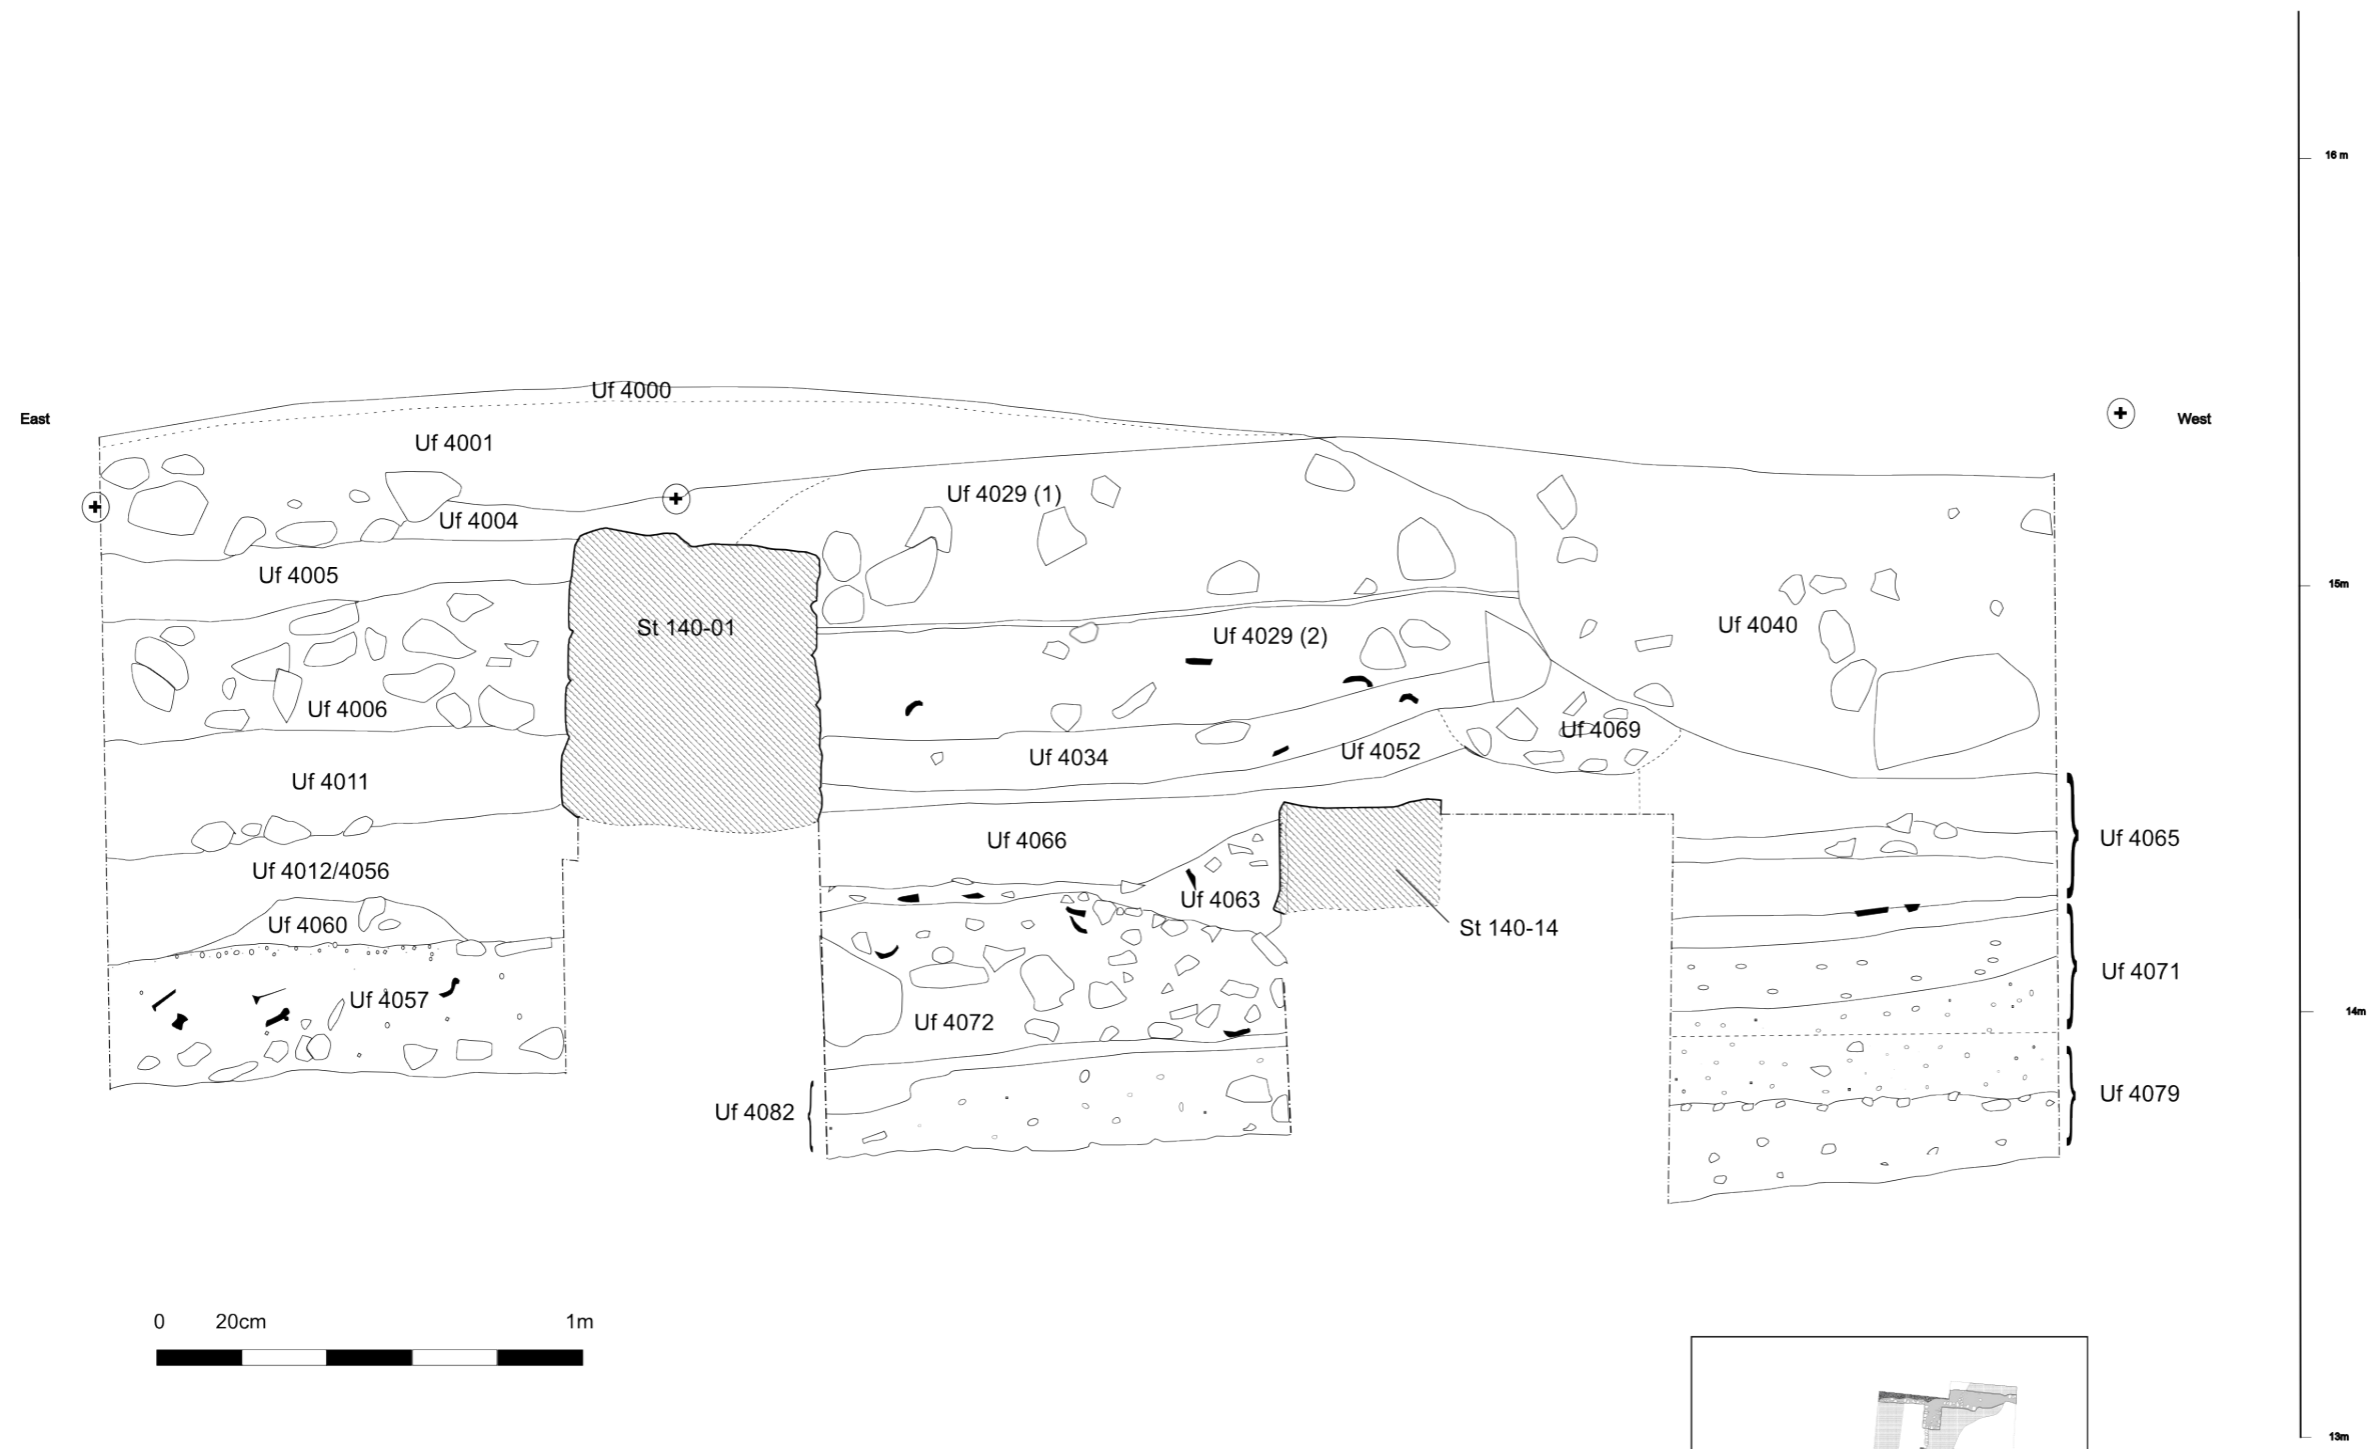 16 m
Uf 4000
East
West
Uf 4001
Uf 4029 (1)
Uf 4004
Uf 4005
15m
St 140-01
Uf 4029 (2)
Uf 4040
Uf 4006
Uf 4069
Uf 4034
Uf 4052
Uf 4011
Uf 4066
Uf 4065
Uf 4012/4056
Uf 4063
Uf 4060
St 140-14
Uf 4071
Uf 4057
Uf 4072
14m
Uf 4082
Uf 4079
0 20cm 1m
13m